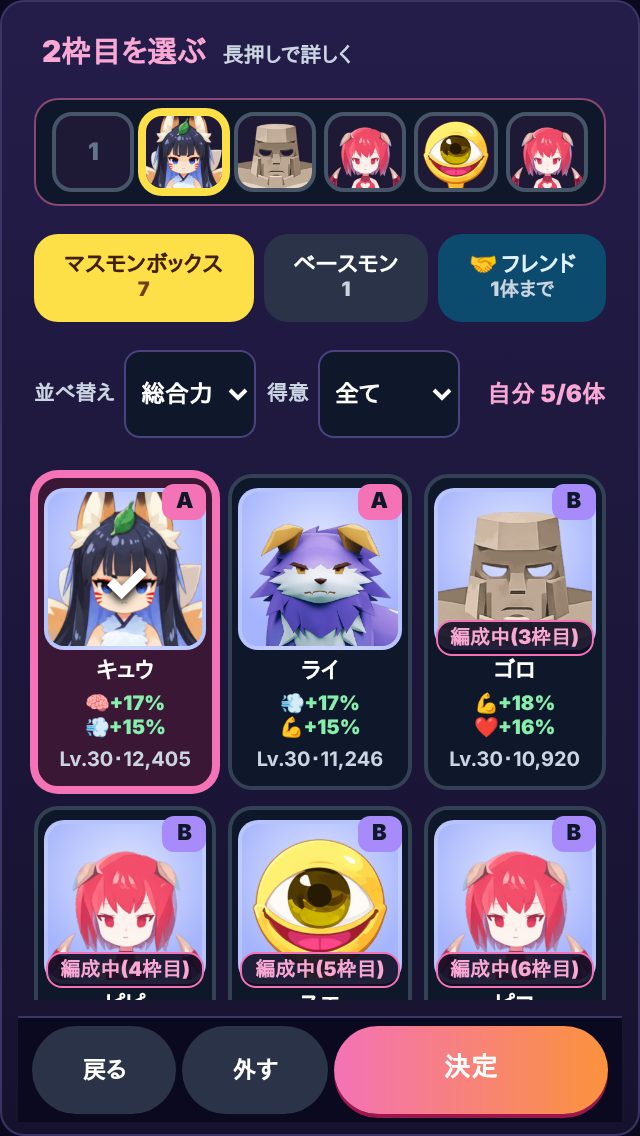 2枠目を選ぶ 長押しで詳しく
1
マスモンボックス
7
ベースモン
1
🤝 フレンド
1体まで
並べ替え 総合力 得意 全て 自分 5/6体
A
キュウ
🧠+17%
💨+15%
Lv.30·12,405
A
ライ
💨+17%
💪+15%
Lv.30·11,246
B
編成中(3枠目)
ゴロ
💪+18%
❤️+16%
Lv.30·10,920
B
編成中(4枠目)
B
編成中(5枠目)
B
編成中(6枠目)
戻る
外す
決定